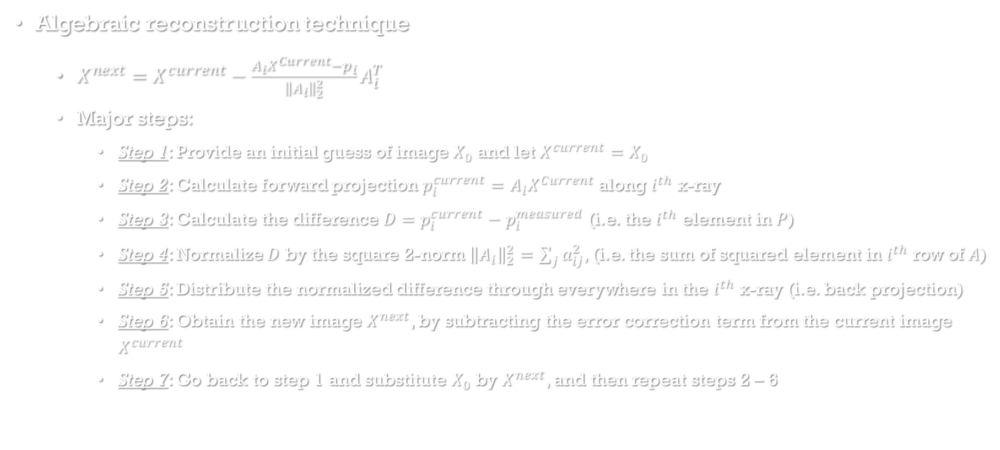 • Algebraic reconstruction technique
• X^{next} = X^{current} − \frac{A_i X^{Current} − p_i}{‖A_i‖_2^2} A_i^T
• Major steps:
• Step 1: Provide an initial guess of image X_0 and let X^{current} = X_0
• Step 2: Calculate forward projection p_i^{current} = A_i X^{Current} along i^{th} x-ray
• Step 3: Calculate the difference D = p_i^{current} − p_i^{measured} (i.e. the i^{th} element in P)
• Step 4: Normalize D by the square 2-norm ‖A_i‖_2^2 = ∑_j a_{ij}^2, (i.e. the sum of squared element in i^{th} row of A)
• Step 5: Distribute the normalized difference through everywhere in the i^{th} x-ray (i.e. back projection)
• Step 6: Obtain the new image X^{next}, by subtracting the error correction term from the current image
X^{current}
• Step 7: Go back to step 1 and substitute X_0 by X^{next}, and then repeat steps 2 – 6